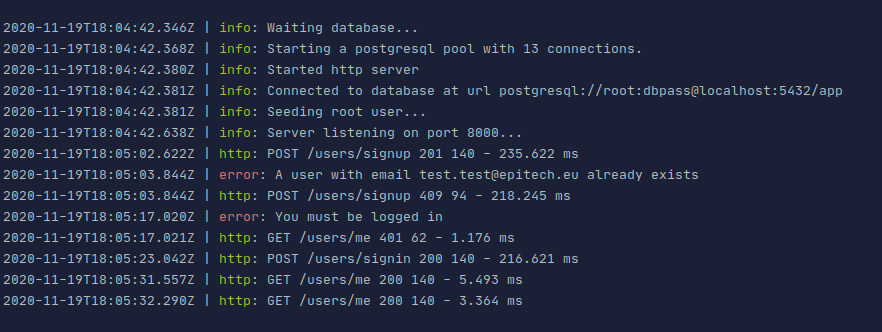 2020-11-19T18:04:42.346Z | info: Waiting database...
2020-11-19T18:04:42.368Z | info: Starting a postgresql pool with 13 connections.
2020-11-19T18:04:42.380Z | info: Started http server
2020-11-19T18:04:42.381Z | info: Connected to database at url postgresql://root:dbpass@localhost:5432/app
2020-11-19T18:04:42.381Z | info: Seeding root user...
2020-11-19T18:04:42.638Z | info: Server listening on port 8000...
2020-11-19T18:05:02.622Z | http: POST /users/signup 201 140 - 235.622 ms
2020-11-19T18:05:03.844Z | error: A user with email test.test@epitech.eu already exists
2020-11-19T18:05:03.844Z | http: POST /users/signup 409 94 - 218.245 ms
2020-11-19T18:05:17.020Z | error: You must be logged in
2020-11-19T18:05:17.021Z | http: GET /users/me 401 62 - 1.176 ms
2020-11-19T18:05:23.042Z | http: POST /users/signin 200 140 - 216.621 ms
2020-11-19T18:05:31.557Z | http: GET /users/me 200 140 - 5.493 ms
2020-11-19T18:05:32.290Z | http: GET /users/me 200 140 - 3.364 ms